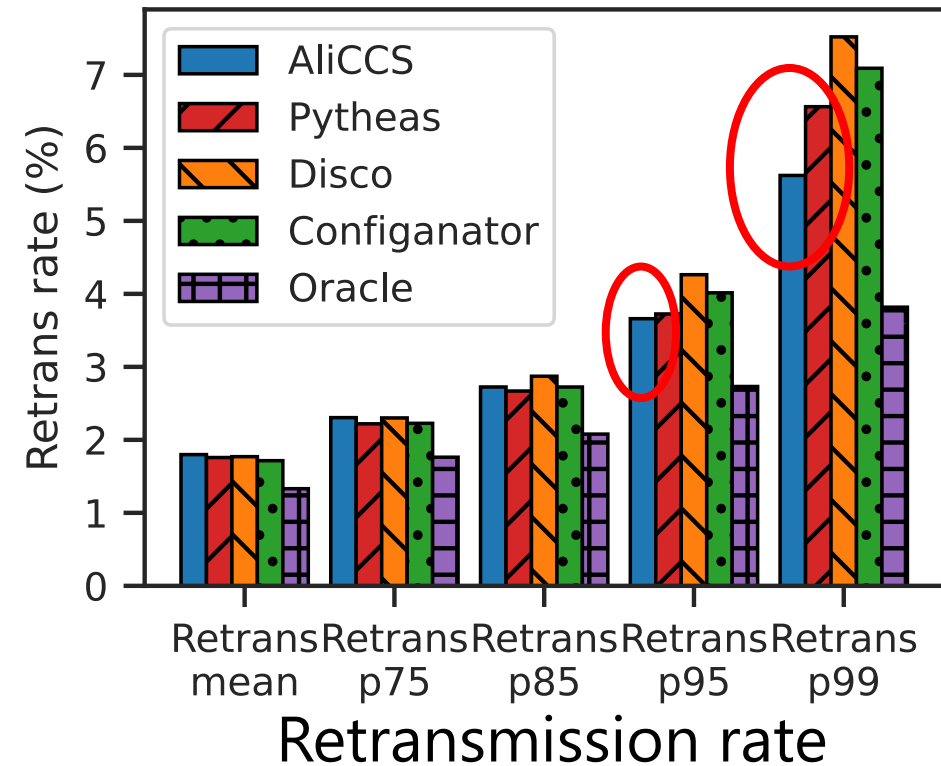 AliCCS
Pytheas
Disco
Configanator
Oracle
Retrans rate (%)
7
6
5
4
3
2
1
0
Retrans Retrans Retrans Retrans Retrans
mean p75 p85 p95 p99
Retransmission rate